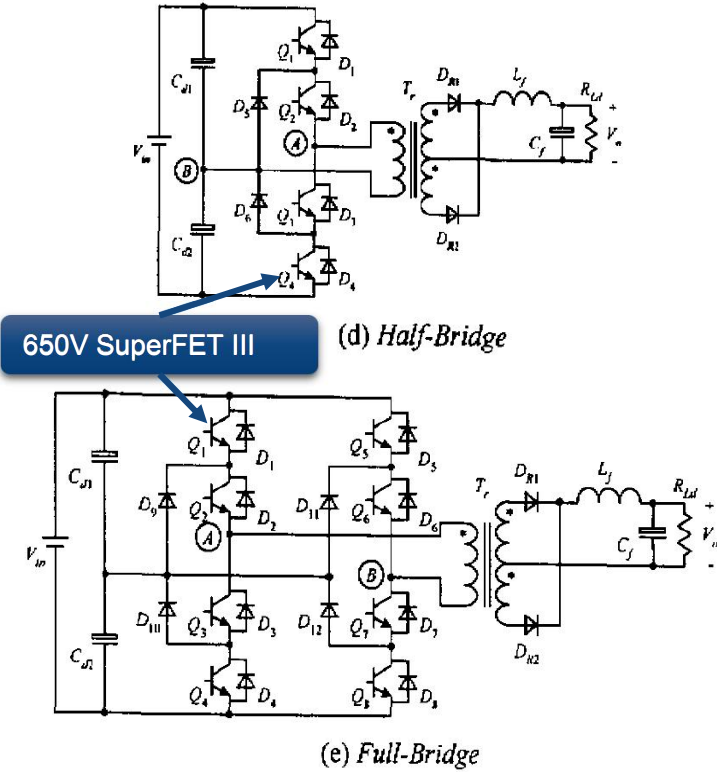 Q1
D1
Cd1
D5
Q2
D2
Tr
DR1
Lf
RLd
+
A
Vin
B
Cf
Vo
-
D6
Q3
D3
DR2
Cd2
Q4
D4
650V SuperFET III
(d) Half-Bridge
Q1
D1
Q5
D5
Cd1
D9
Q2
D2
D11
Q6
D6
Tr
DR1
Lf
RLd
+
A
Vin
B
Cf
-
D10
Q3
D3
D12
Q7
D7
DR2
Cd2
Q4
D4
Q8
D8
(e) Full-Bridge